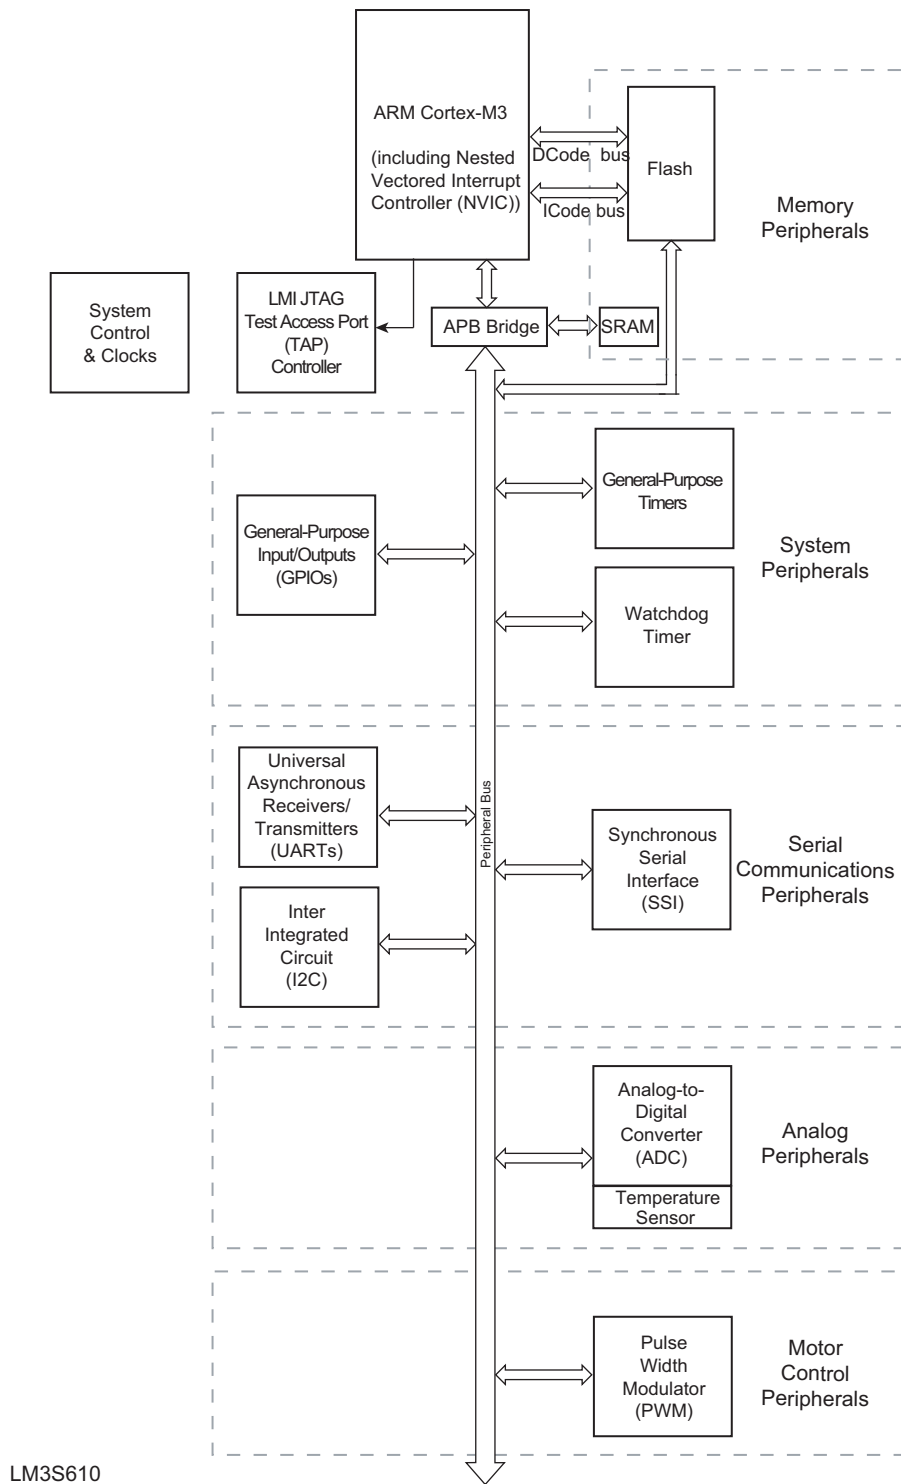 ARM Cortex-M3
(including Nested
Vectored Interrupt
Controller (NVIC))
DCode bus
ICode bus
Flash
Memory
Peripherals
System
Control
& Clocks
LMI JTAG
Test Access Port
(TAP)
Controller
APB Bridge
SRAM
General-Purpose
Timers
General-Purpose
Input/Outputs
(GPIOs)
System
Peripherals
Watchdog
Timer
Universal
Asynchronous
Receivers/
Transmitters
(UARTs)
Peripheral Bus
Synchronous
Serial
Interface
(SSI)
Serial
Communications
Peripherals
Inter
Integrated
Circuit
(I2C)
Analog-to-
Digital
Converter
(ADC)
Temperature
Sensor
Analog
Peripherals
Pulse
Width
Modulator
(PWM)
Motor
Control
Peripherals
LM3S610